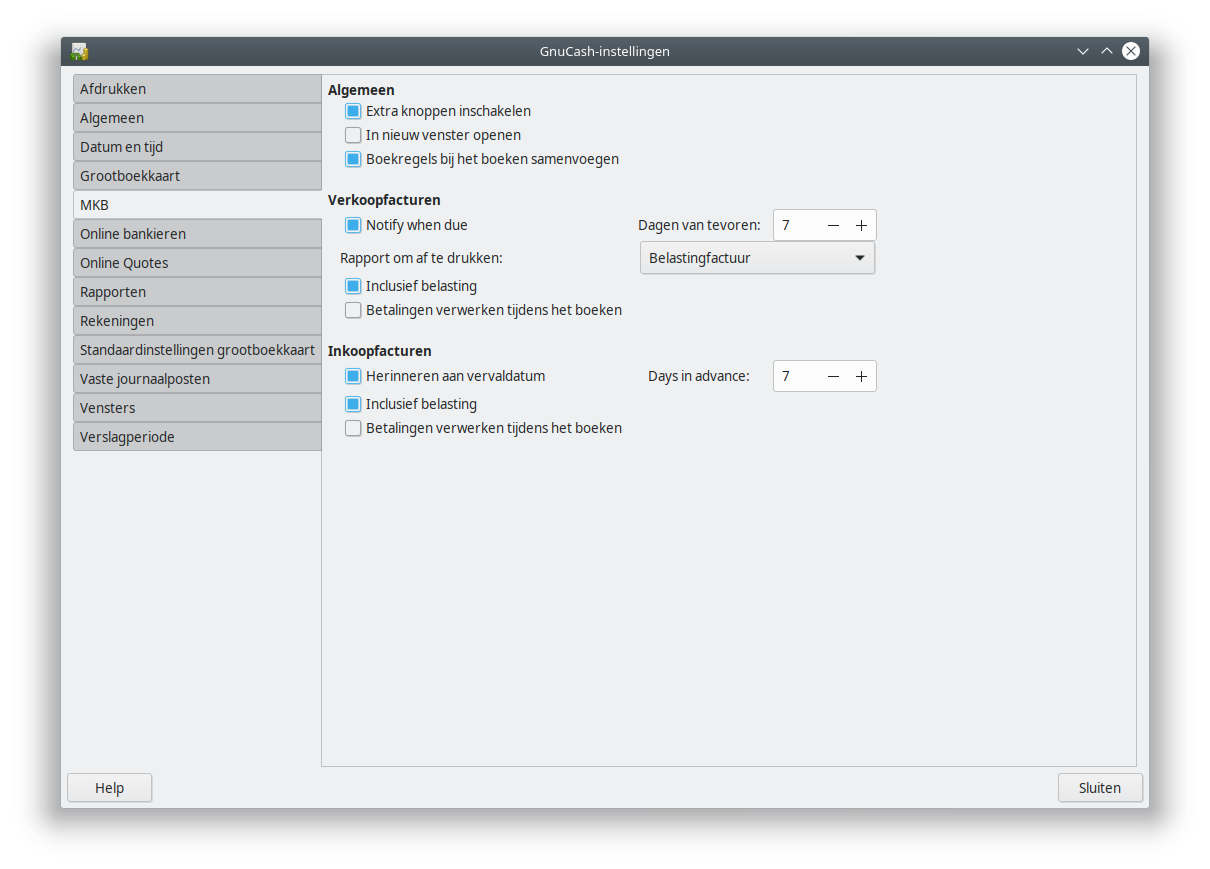 GnuCash-instellingen
Afdrukken
Algemeen
Datum en tijd
Grootboekkaart
MKB
Online bankieren
Online Quotes
Rapporten
Rekeningen
Standaardinstellingen grootboekkaart
Vaste journaalposten
Vensters
Verslagperiode
Algemeen
Extra knoppen inschakelen
In nieuw venster openen
Boekregels bij het boeken samenvoegen
Verkoopfacturen
Notify when due Dagen van tevoren: 7
Rapport om af te drukken: Belastingfactuur
Inclusief belasting
Betalingen verwerken tijdens het boeken
Inkoopfacturen
Herinneren aan vervaldatum Days in advance: 7
Inclusief belasting
Betalingen verwerken tijdens het boeken
Help Sluiten